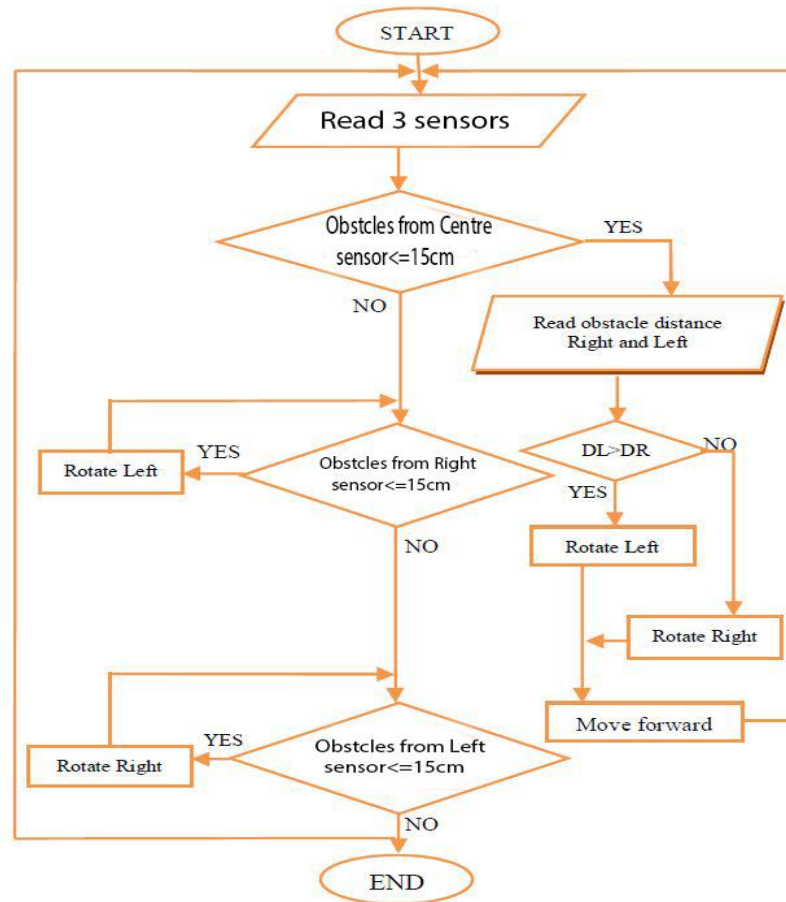 START
Read 3 sensors
Obstcles from Centre
sensor<=15cm
YES
NO
Read obstacle distance
Right and Left
DL>DR
NO
YES
Rotate Left
Rotate Right
Move forward
Obstcles from Right
sensor<=15cm
YES
Rotate Left
NO
Obstcles from Left
sensor<=15cm
YES
Rotate Right
NO
END